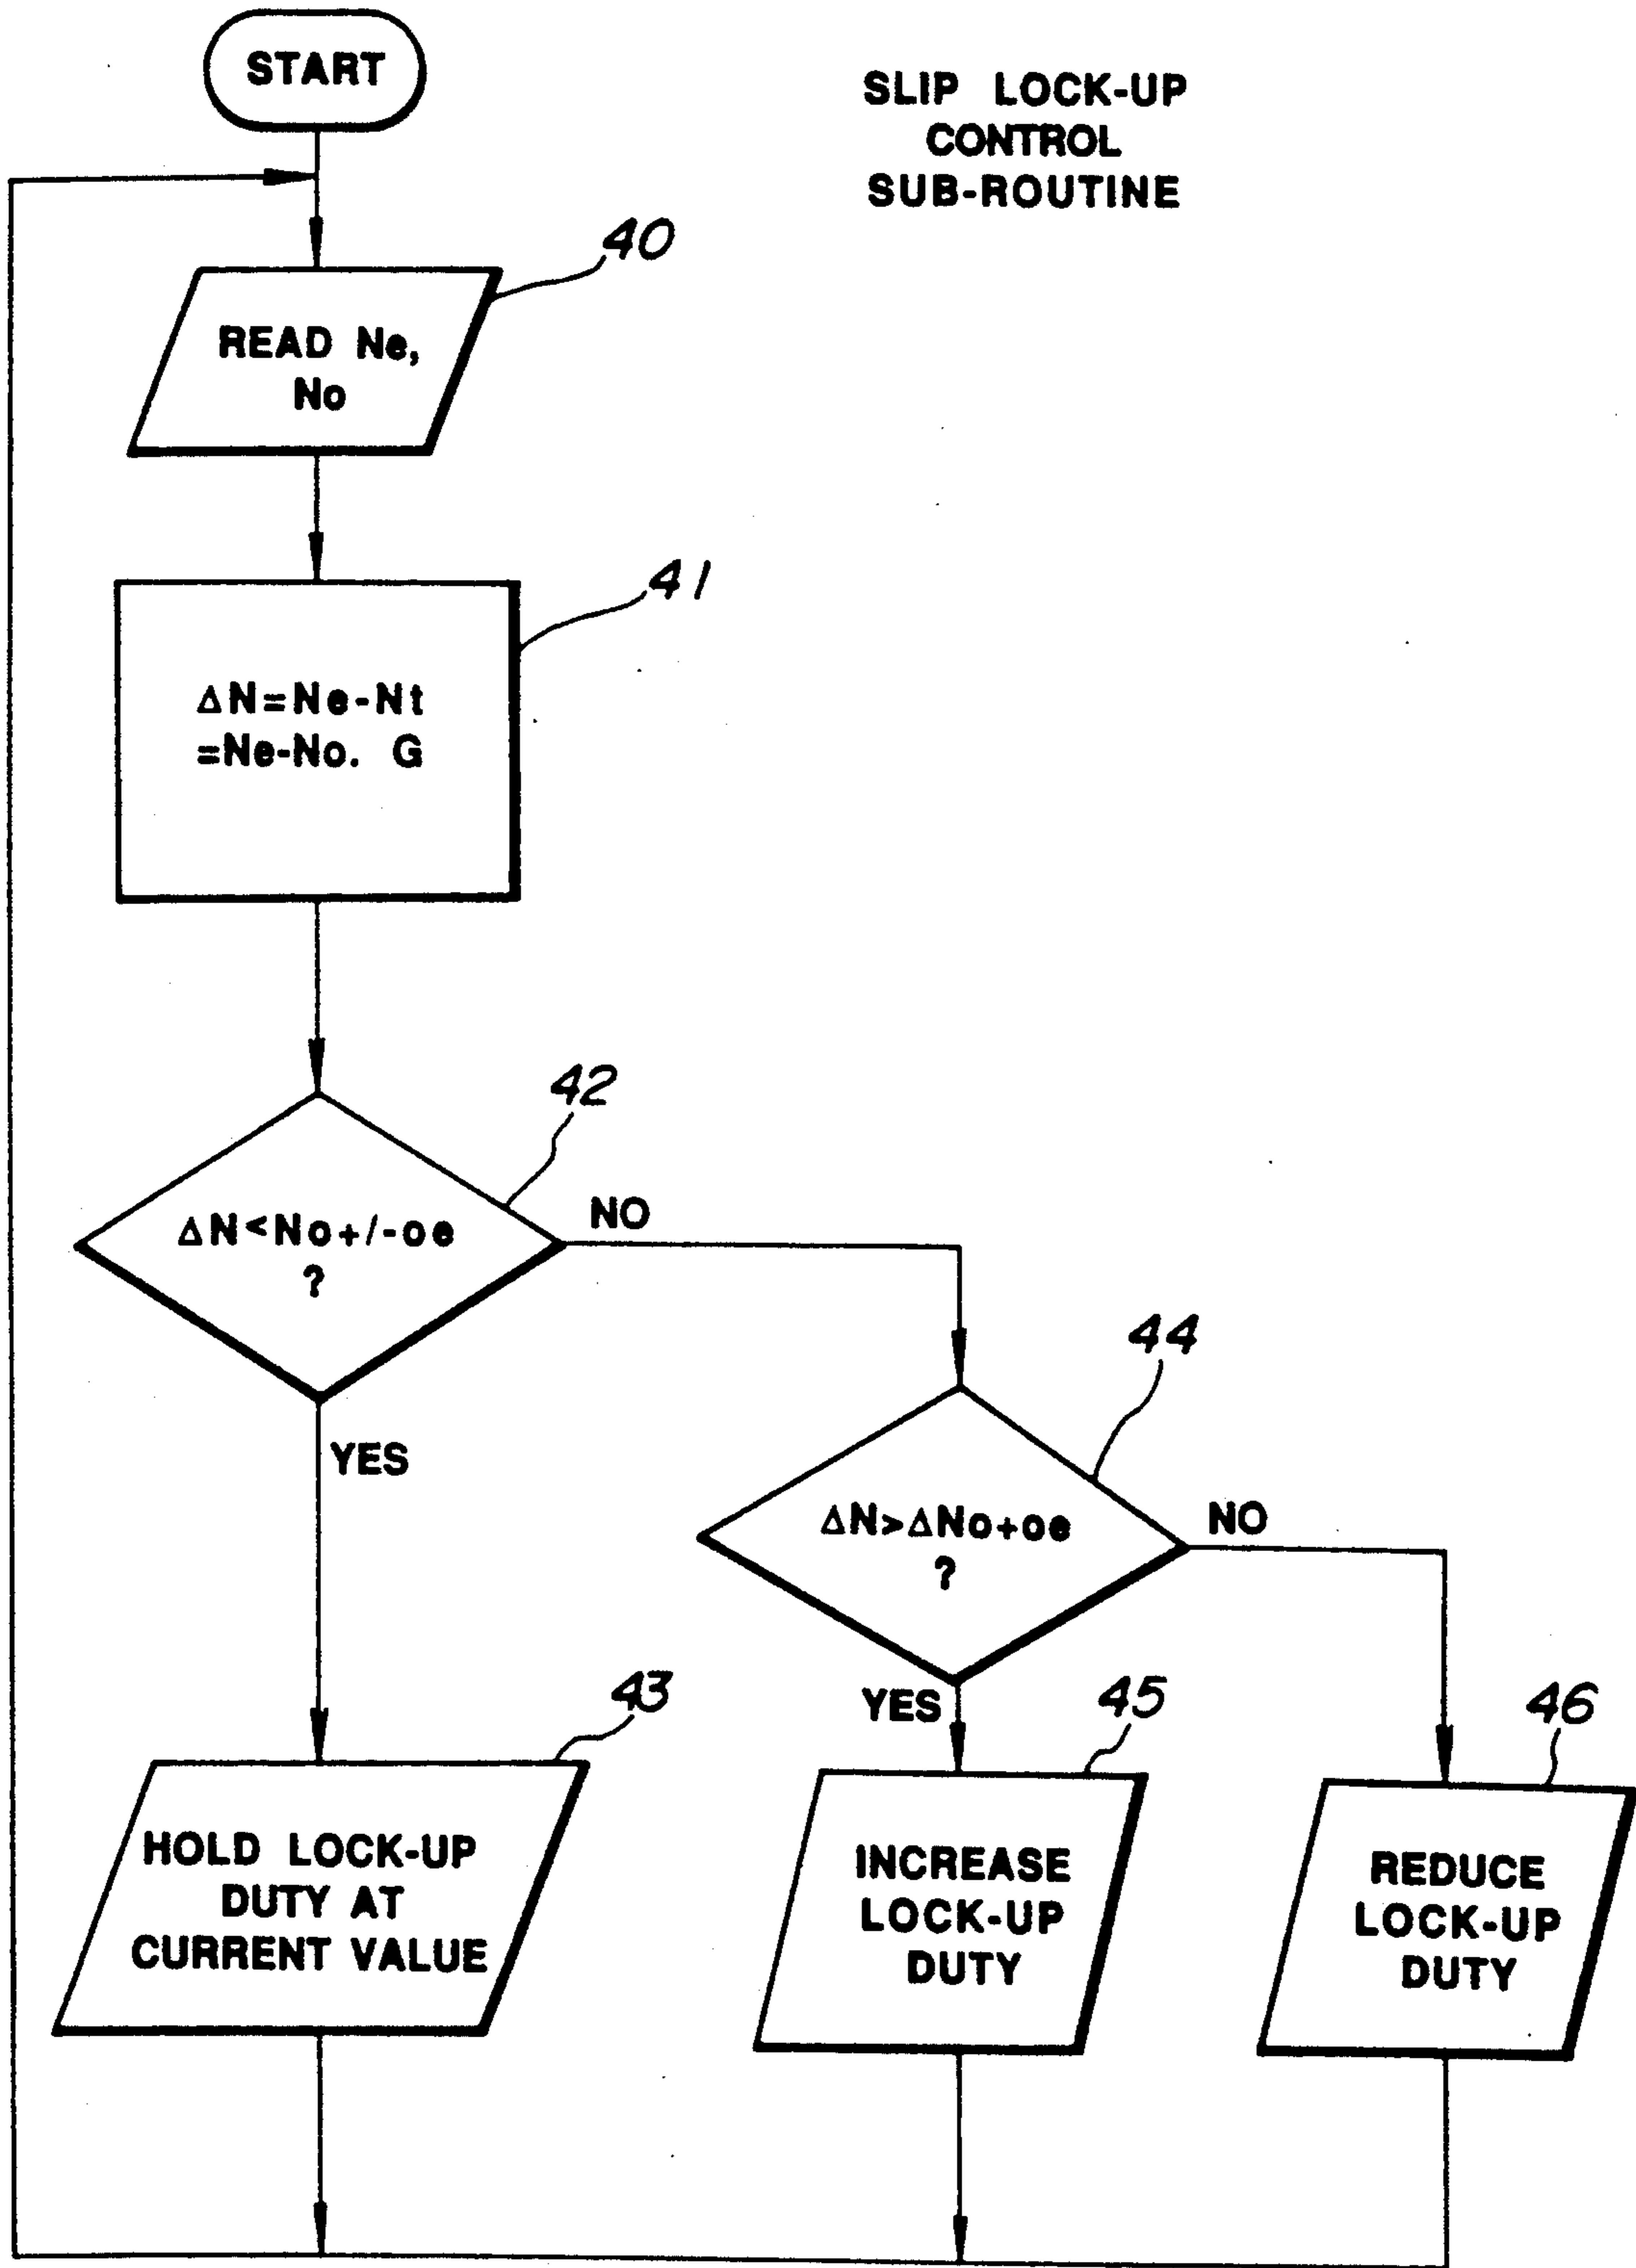 START
SLIP LOCK-UP
CONTROL
SUB-ROUTINE
40
READ Ne,
No
41
ΔN=Ne-Nt
=Ne-No. G
42
ΔN<No+/-oe
?
NO
YES
44
ΔN>ΔNo+oe
?
NO
YES
43
HOLD LOCK-UP
DUTY AT
CURRENT VALUE
45
INCREASE
LOCK-UP
DUTY
46
REDUCE
LOCK-UP
DUTY